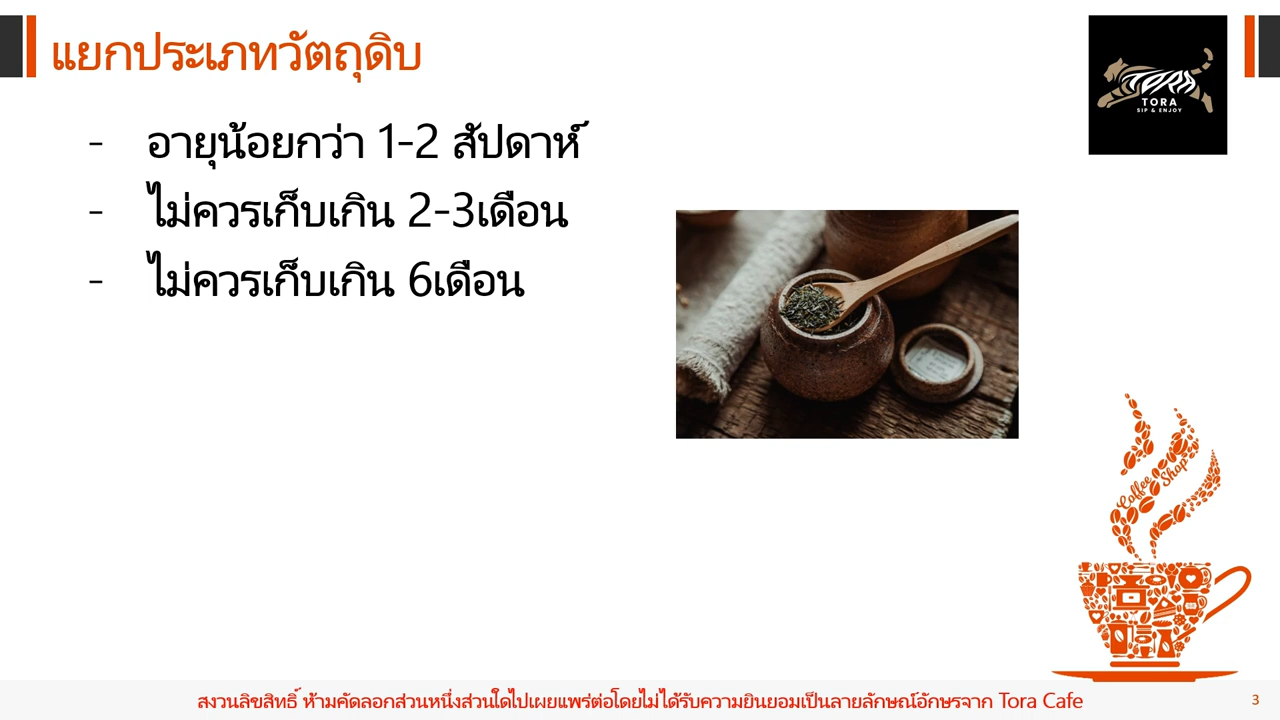 แยกประเภทวัตถุดิบ
TORA
TORA
SIP & ENJOY
- อายุน้อยกว่า 1-2 สัปดาห์
- ไม่ควรเก็บเกิน 2-3เดือน
- ไม่ควรเก็บเกิน 6เดือน
Coffee Shop
สงวนลิขสิทธิ์ ห้ามคัดลอกส่วนหนึ่งส่วนใดไปเผยแพร่ต่อโดยไม่ได้รับความยินยอมเป็นลายลักษณ์อักษรจาก Tora Cafe
3